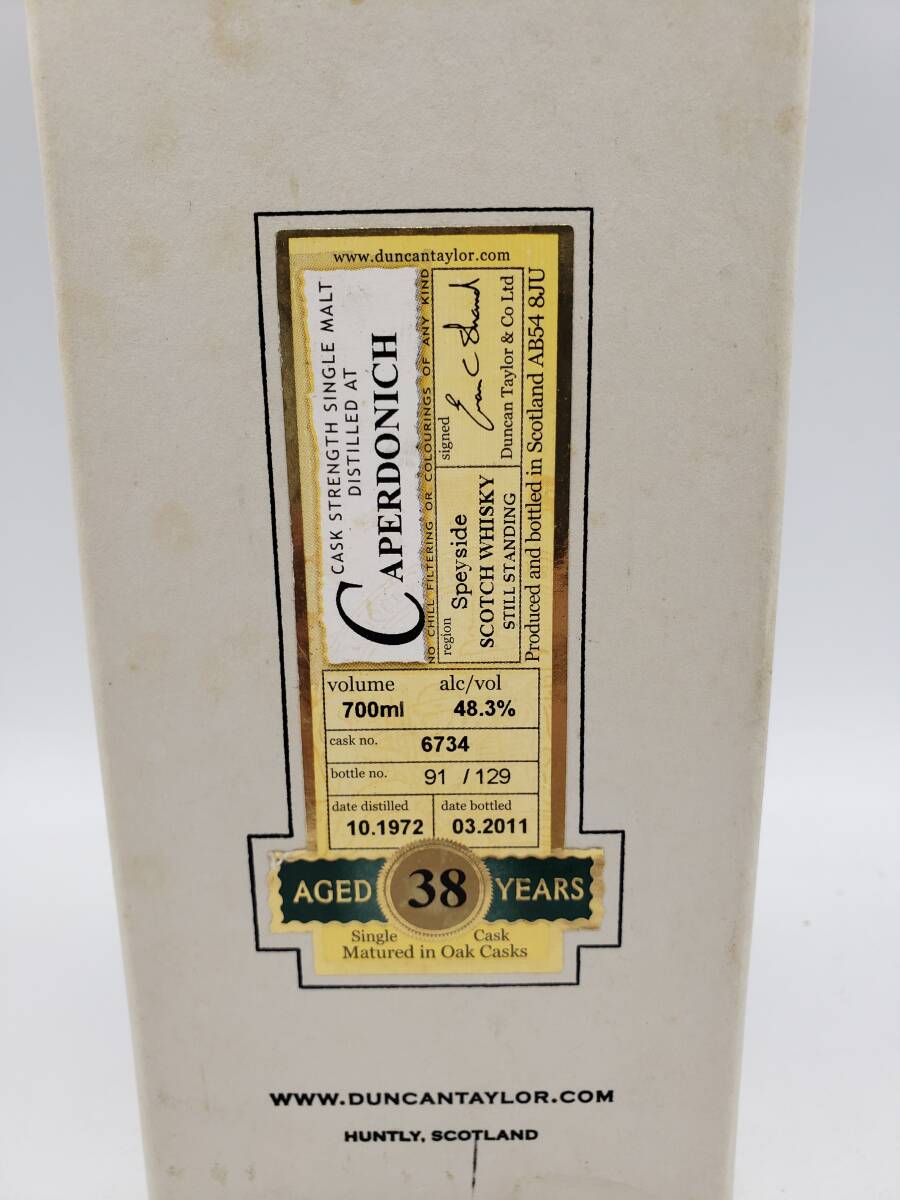 www.duncantaylor.com
CASK STRENGTH SINGLE MALT
DISTILLED AT
CAPERDONICH
NO CHILL FILTERING OR COLOURINGS OF ANY KIND
region Speyside
SCOTCH WHISKY
STILL STANDING
signed
Duncan Taylor & Co Ltd
Produced and bottled in Scotland AB54 8JU
volume alc/vol
700ml 48.3%
cask no. 6734
bottle no. 91 / 129
date distilled date bottled
10.1972 03.2011
AGED 38 YEARS
Single Cask
Matured in Oak Casks
WWW.DUNCANTAYLOR.COM
HUNTLY, SCOTLAND